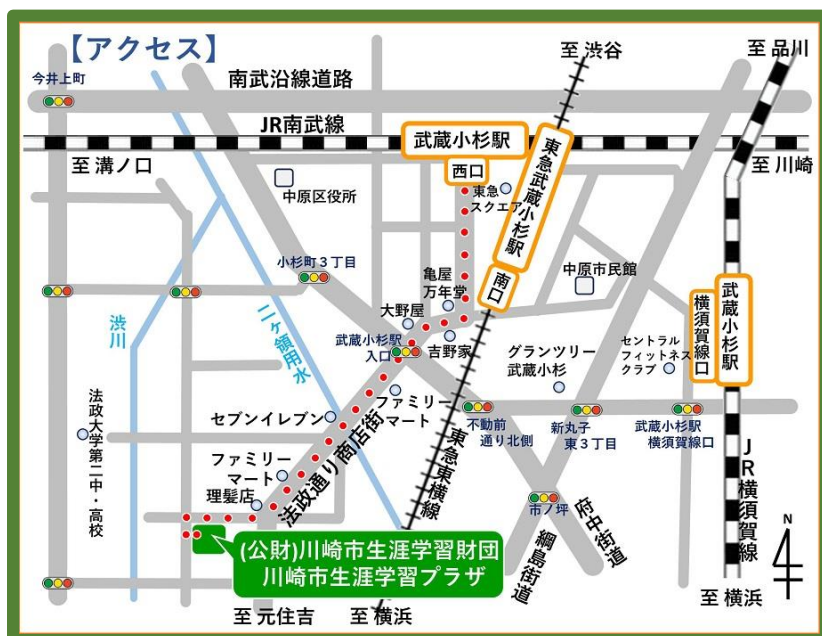 【アクセス】
至 渋谷
至 品川
今井上町
南武沿線道路
JR南武線
武蔵小杉駅
至 溝ノ口
西口
東急武蔵小杉駅
至 川崎
東急
スクエア
中原区役所
小杉町３丁目
亀屋
万年堂
南口
中原市民館
武蔵小杉駅
横須賀線口
渋川
二ヶ領用水
大野屋
武蔵小杉駅
入口
吉野家
グランツリー
武蔵小杉
セントラル
フィットネス
クラブ
ファミリー
マート
セブンイレブン
不動前
通り北側
新丸子
東３丁目
武蔵小杉駅
横須賀線口
法政大学第二中・高校
法政通り商店街
東急東横線
JR横須賀線
ファミリー
マート
理髪店
市ノ坪
府中街道
綱島街道
N
(公財)川崎市生涯学習財団
川崎市生涯学習プラザ
至 元住吉
至 横浜
至 横浜